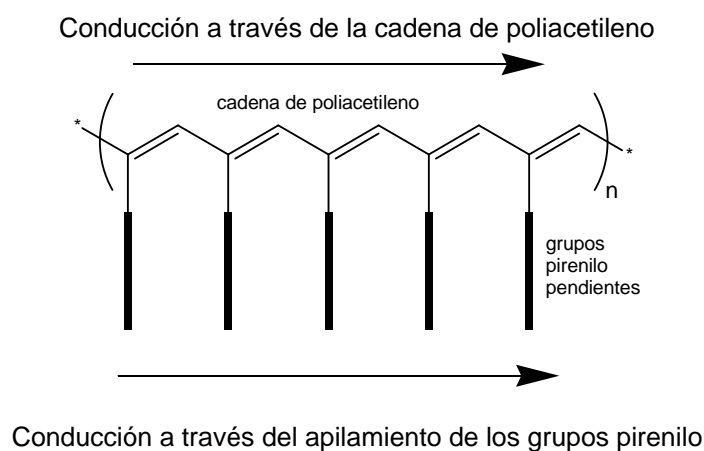 Conducción a través de la cadena de poliacetileno
cadena de poliacetileno
*
*
n
grupos
pirenilo
pendientes
Conducción a través del apilamiento de los grupos pirenilo